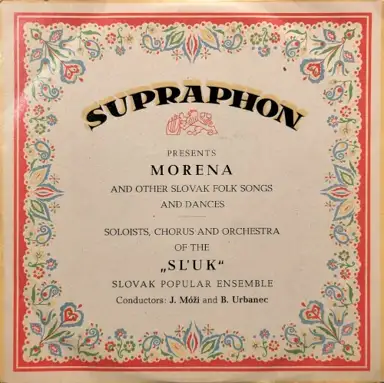 SUPRAPHON
PRESENTS
MORENA
AND OTHER SLOVAK FOLK SONGS
AND DANCES
SOLOISTS, CHORUS AND ORCHESTRA
OF THE
„SĽUK“
SLOVAK POPULAR ENSEMBLE
Conductors: J. Móži and B. Urbanec